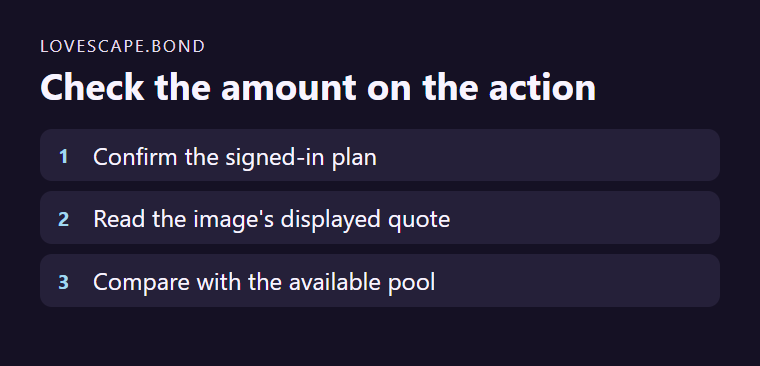 LOVESCAPE.BOND
Check the amount on the action
1 Confirm the signed-in plan
2 Read the image's displayed quote
3 Compare with the available pool